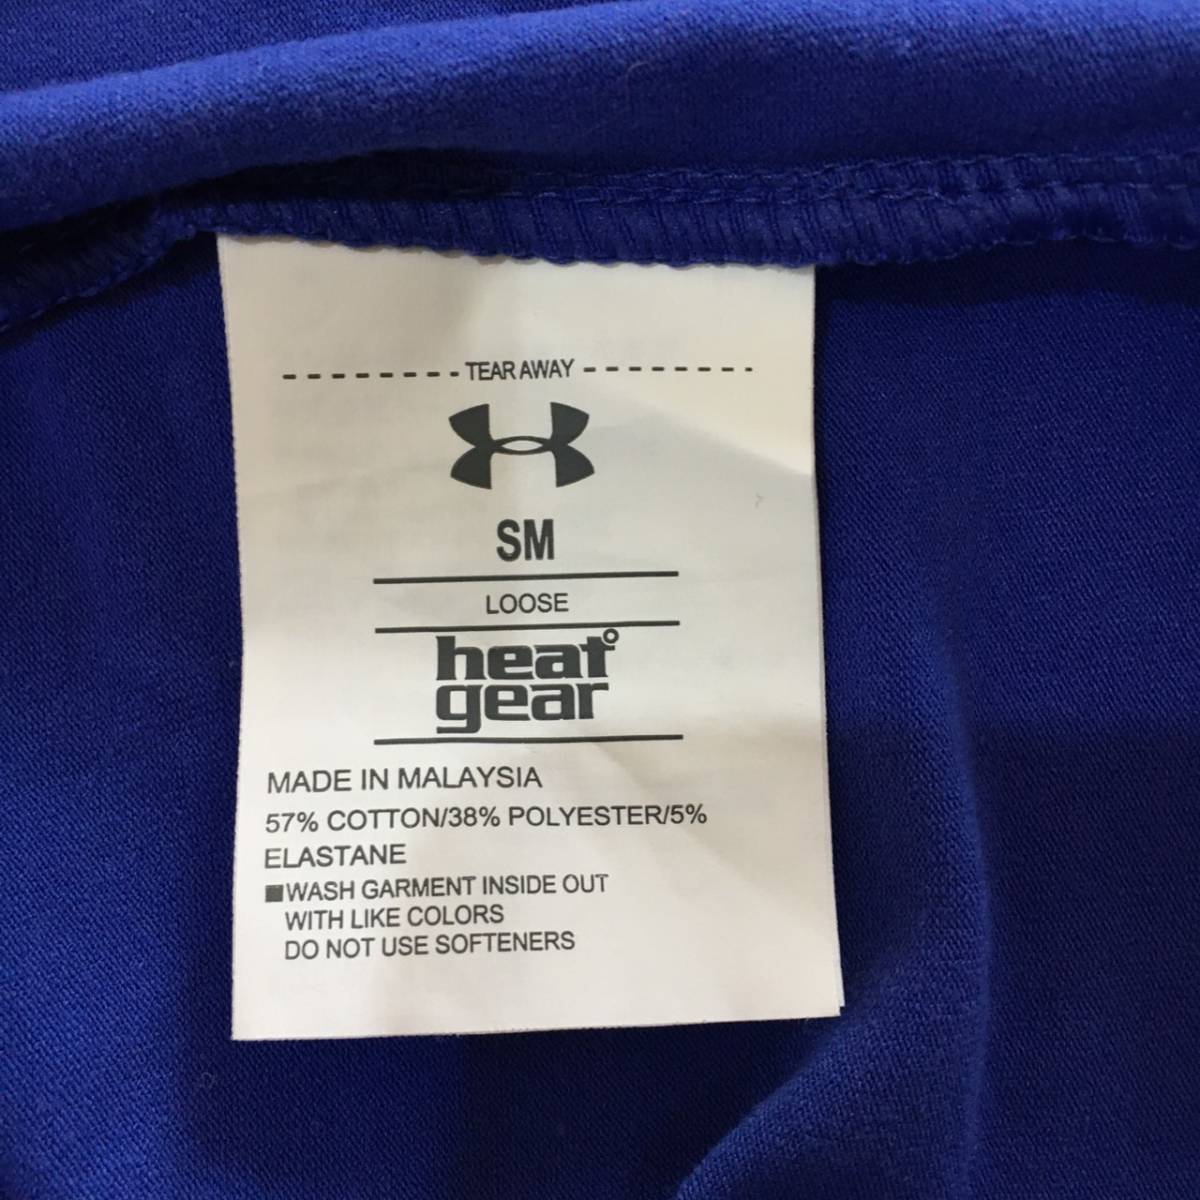 TEAR AWAY
SM
LOOSE
heat°
gear
MADE IN MALAYSIA
57% COTTON/38% POLYESTER/5%
ELASTANE
■WASH GARMENT INSIDE OUT
WITH LIKE COLORS
DO NOT USE SOFTENERS